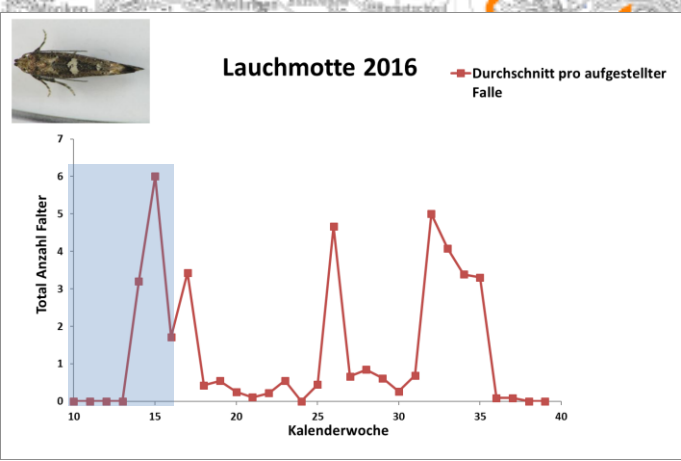 Lauchmotte 2016
Durchschnitt pro aufgestellter
Falle
Total Anzahl Falter
7
6
5
4
3
2
1
0
10 15 20 25 30 35 40
Kalenderwoche